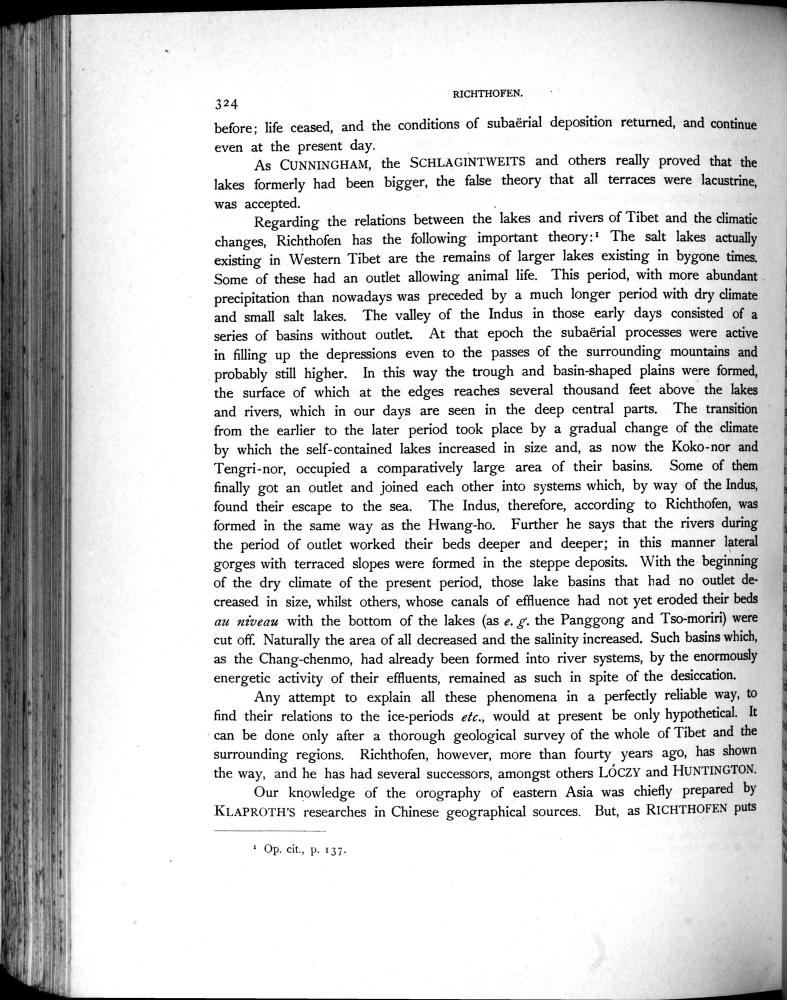 324
RICHTHOFEN.
before; life ceased, and the conditions of subaërial deposition returned, and continue
even at the present day.
As CUNNINGHAM, the SCHLAGINTWEITS and others really proved that the
lakes formerly had been bigger, the false theory that all terraces were lacustrine,
was accepted.
Regarding the relations between the lakes and rivers of Tibet and the climatic
changes, Richthofen has the following important theory:¹ The salt lakes actually
existing in Western Tibet are the remains of larger lakes existing in bygone times.
Some of these had an outlet allowing animal life. This period, with more abundant
precipitation than nowadays was preceded by a much longer period with dry climate
and small salt lakes. The valley of the Indus in those early days consisted of a
series of basins without outlet. At that epoch the subaërial processes were active
in filling up the depressions even to the passes of the surrounding mountains and
probably still higher. In this way the trough and basin-shaped plains were formed,
the surface of which at the edges reaches several thousand feet above the lakes
and rivers, which in our days are seen in the deep central parts. The transition
from the earlier to the later period took place by a gradual change of the climate
by which the self-contained lakes increased in size and, as now the Koko-nor and
Tengri-nor, occupied a comparatively large area of their basins. Some of them
finally got an outlet and joined each other into systems which, by way of the Indus,
found their escape to the sea. The Indus, therefore, according to Richthofen, was
formed in the same way as the Hwang-ho. Further he says that the rivers during
the period of outlet worked their beds deeper and deeper; in this manner lateral
gorges with terraced slopes were formed in the steppe deposits. With the beginning
of the dry climate of the present period, those lake basins that had no outlet de-
creased in size, whilst others, whose canals of effluence had not yet eroded their beds
au niveau with the bottom of the lakes (as e. g. the Panggong and Tso-moriri) were
cut off. Naturally the area of all decreased and the salinity increased. Such basins which,
as the Chang-chenmo, had already been formed into river systems, by the enormously
energetic activity of their effluents, remained as such in spite of the desiccation.
Any attempt to explain all these phenomena in a perfectly reliable way, to
find their relations to the ice-periods etc., would at present be only hypothetical. It
can be done only after a thorough geological survey of the whole of Tibet and the
surrounding regions. Richthofen, however, more than fourty years ago, has shown
the way, and he has had several successors, amongst others LÓCZY and HUNTINGTON.
Our knowledge of the orography of eastern Asia was chiefly prepared by
KLAPROTH'S researches in Chinese geographical sources. But, as RICHTHOFEN puts
¹ Op. cit., p. 137.